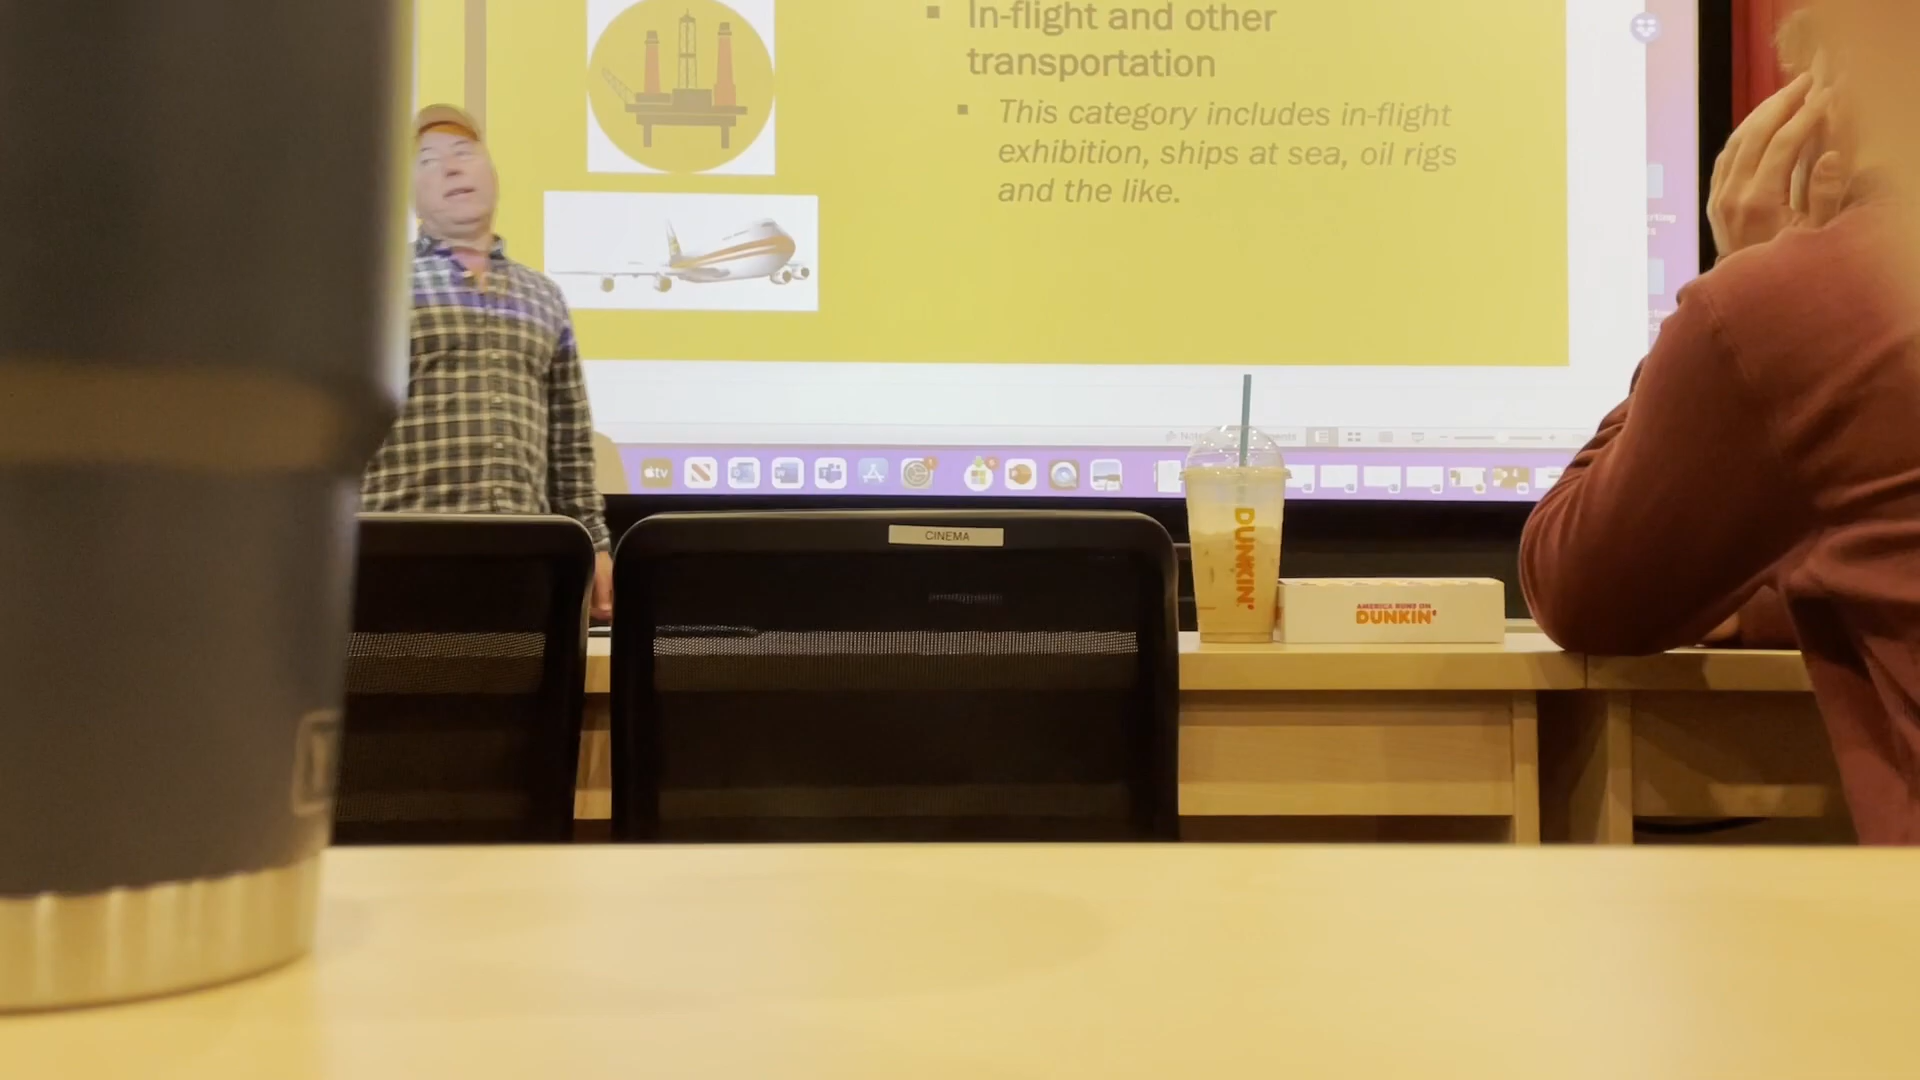 In-flight and other
transportation
This category includes in-flight
exhibition, ships at sea, oil rigs
and the like.
tv
CINEMA
DUNKIN'
AMERICA RUNS ON
DUNKIN'